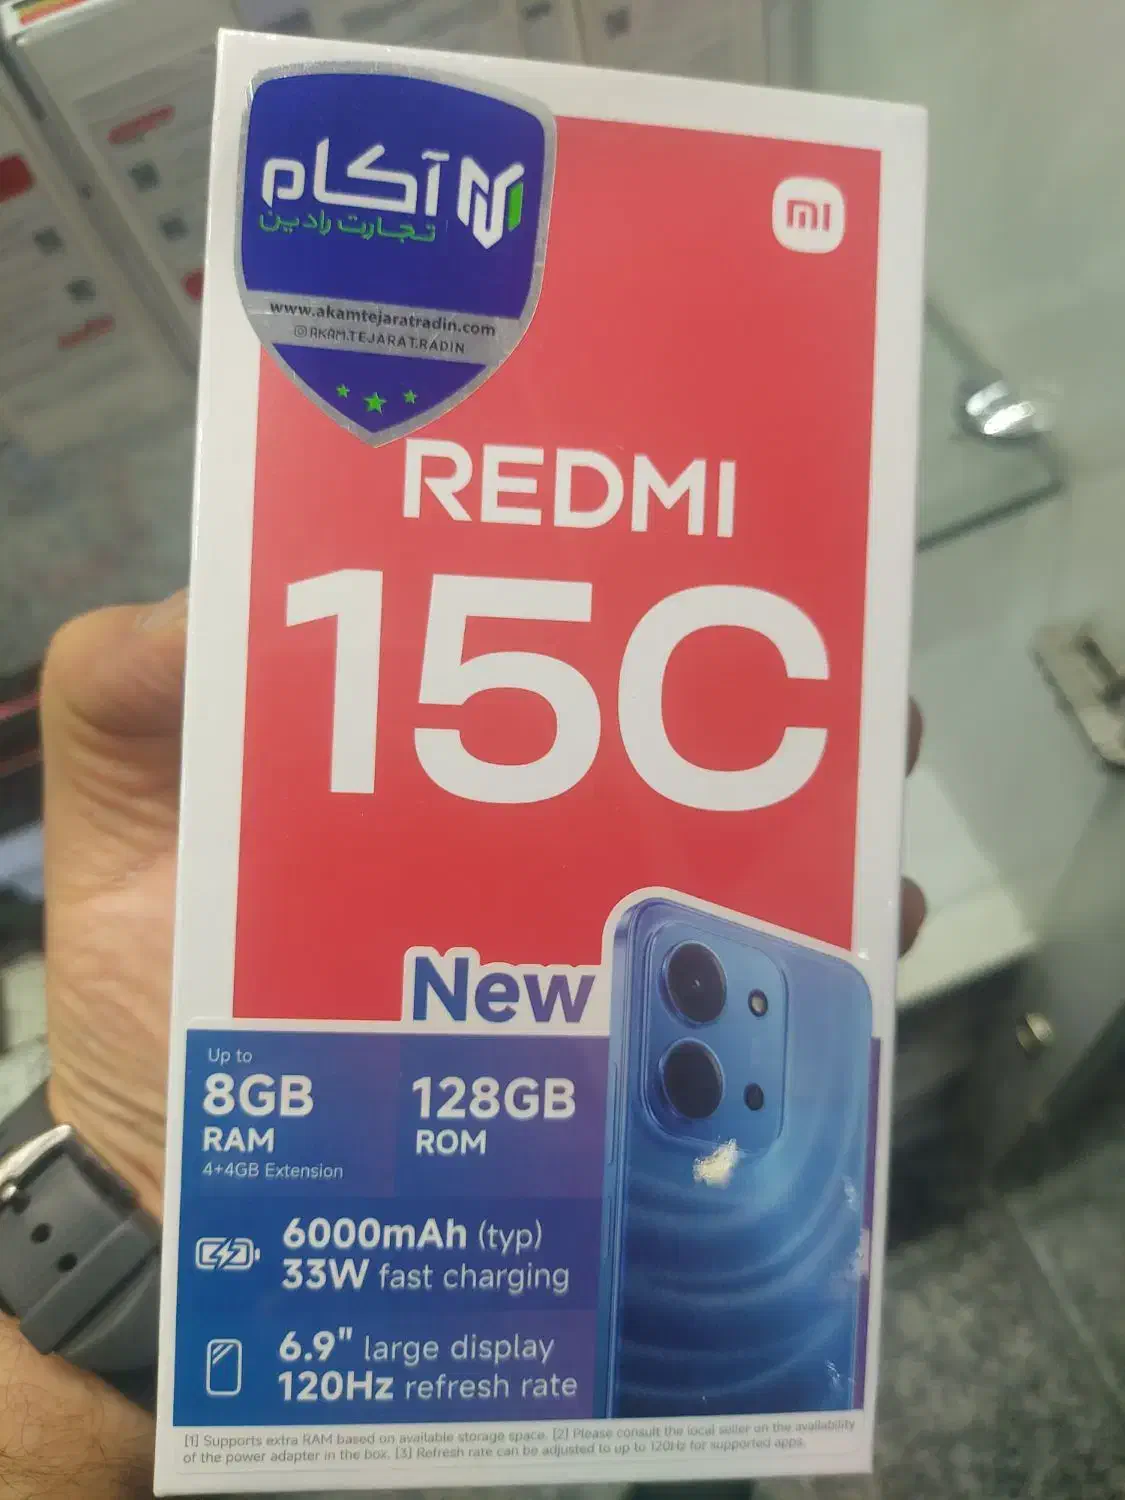 آکام
تجارت رادین
www.akamtejaratradin.com
AKAM.TEJARAT.RADIN
mi
REDMI
15C
New
Up to
8GB
RAM
4+4GB Extension
128GB
ROM
6000mAh (typ)
33W fast charging
6.9" large display
120Hz refresh rate
[1] Supports extra RAM based on available storage space. [2] Please consult the local seller on the availability
of the power adapter in the box. [3] Refresh rate can be adjusted to up to 120Hz for supported apps.